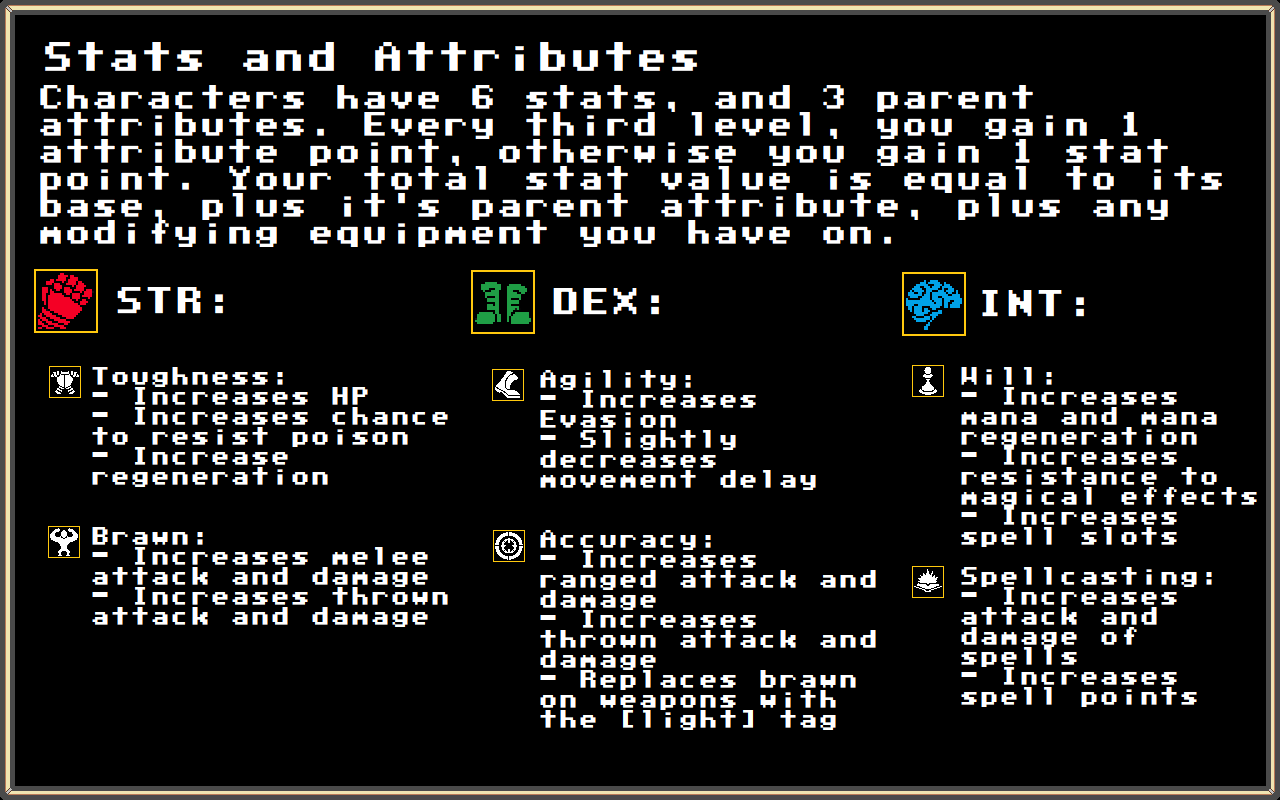 Stats and Attributes
Characters have 6 stats, and 3 parent
attributes. Every third level, you gain 1
attribute point, otherwise you gain 1 stat
point. Your total stat value is equal to its
base, plus it's parent attribute, plus any
modifying equipment you have on.
STR:
Toughness:
- Increases HP
- Increases chance
to resist poison
- Increase
regeneration
Brawn:
- Increases melee
attack and damage
- Increases thrown
attack and damage
DEX:
Agility:
- Increases
Evasion
- Slightly
decreases
movement delay
Accuracy:
- Increases
ranged attack and
damage
- Increases
thrown attack and
damage
- Replaces brawn
on weapons with
the [light] tag
INT:
Will:
- Increases
mana and mana
regeneration
- Increases
resistance to
magical effects
- Increases
spell slots
Spellcasting:
- Increases
attack and
damage of
spells
- Increases
spell points